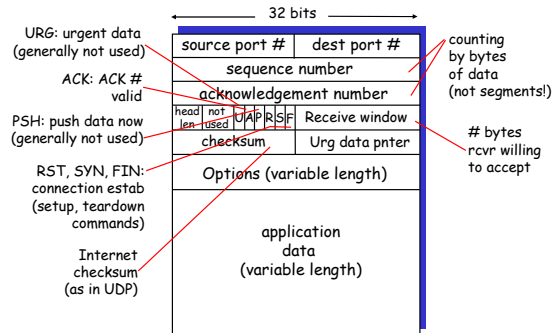 32 bits
URG: urgent data
(generally not used)
ACK: ACK #
valid
PSH: push data now
(generally not used)
RST, SYN, FIN:
connection estab
(setup, teardown
commands)
Internet
checksum
(as in UDP)
source port # dest port #
sequence number
acknowledgement number
head
len
not
used
U A P R S F
Receive window
checksum
Urg data pnter
Options (variable length)
application
data
(variable length)
counting
by bytes
of data
(not segments!)
# bytes
rcvr willing
to accept